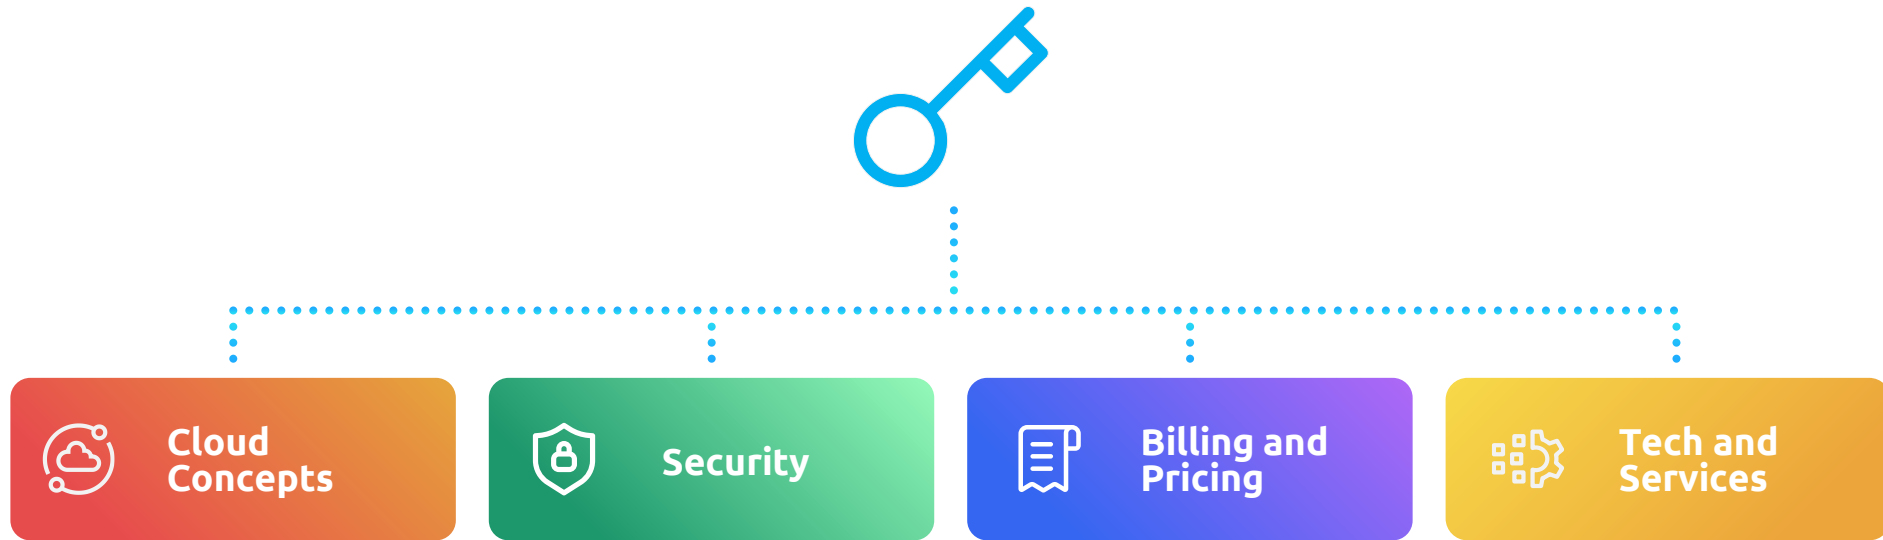 Cloud
Concepts
Security
Billing and
Pricing
Tech and
Services